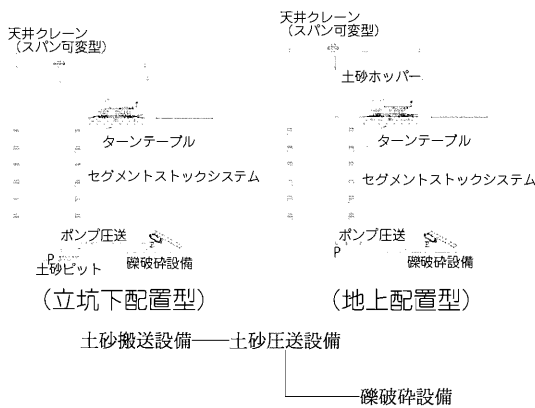 天井クレーン
（スパン可変型）
ターンテーブル
セグメントストックシステム
ポンプ圧送
P
土砂ピット
礫破砕設備
（立坑下配置型）
天井クレーン
（スパン可変型）
土砂ホッパー
ターンテーブル
セグメントストックシステム
ポンプ圧送
P
礫破砕設備
（地上配置型）
土砂搬送設備
土砂圧送設備
礫破砕設備